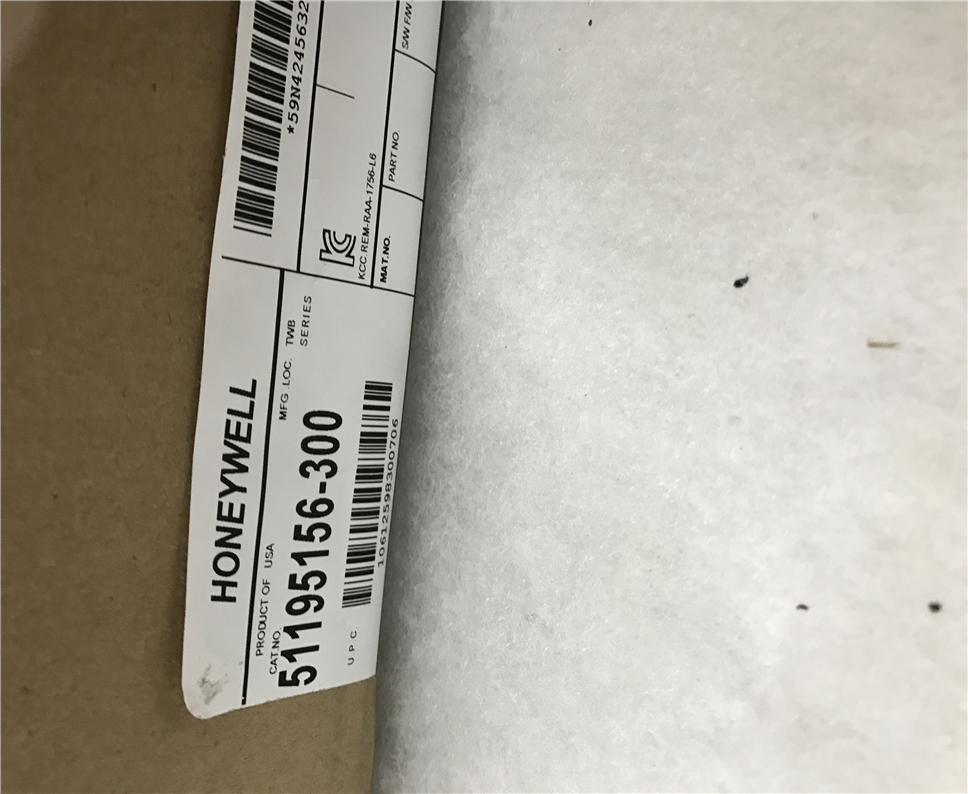 HONEYWELL
PRODUCT OF USA
CAT.NO.
MFG .LOC. TWB
51195156-300
SERIES
U.P.C.
10612598300706
*59N4245632
KC
KCC REM-RAA-1756-L6
MAT.NO.
PART NO.
S/W F/W